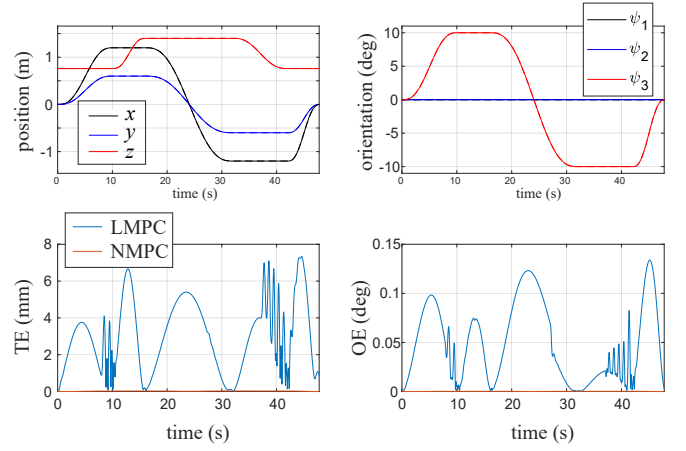 position (m)
1
0
-1
x
y
z
0 10 20 30 40
time (s)
orientation (deg)
10
5
0
-5
-10
ψ1
ψ2
ψ3
0 10 20 30 40
time (s)
LMPC
NMPC
TE (mm)
8
6
4
2
0
0 10 20 30 40
time (s)
OE (deg)
0.15
0.1
0.05
0
0 10 20 30 40
time (s)